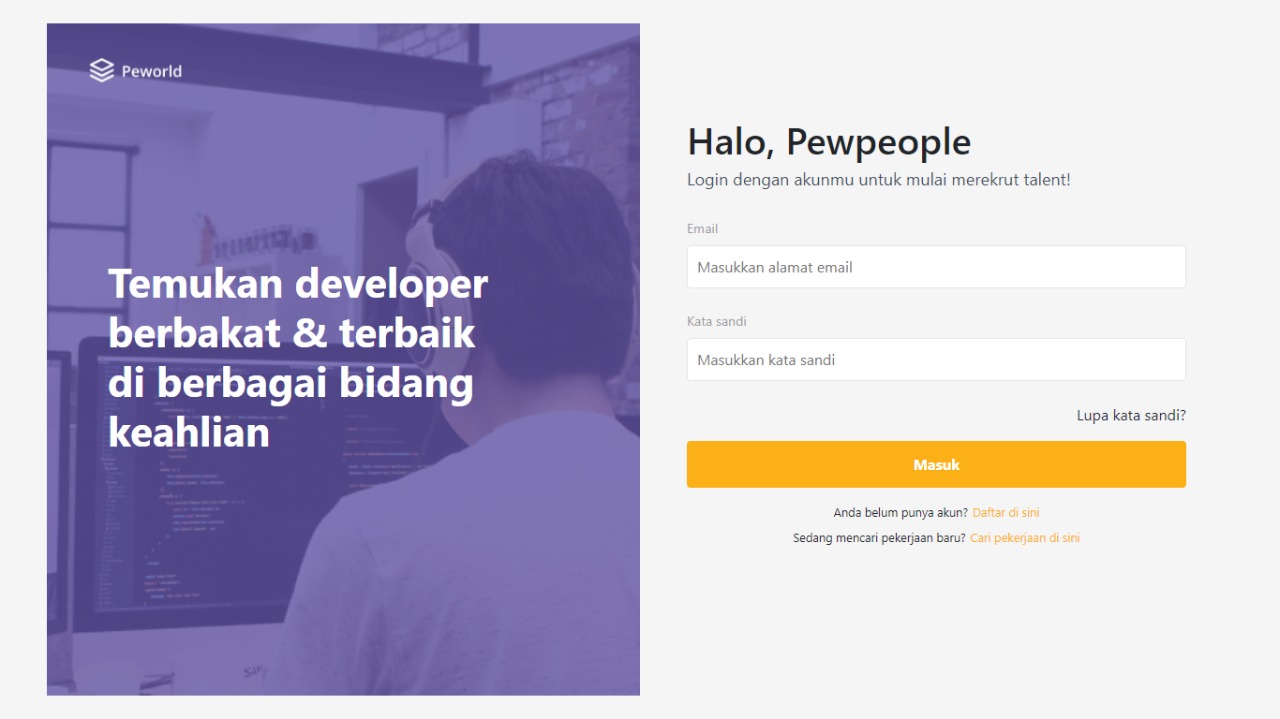 Peworld
Temukan developer
berbakat & terbaik
di berbagai bidang
keahlian
Halo, Pewpeople
Login dengan akunmu untuk mulai merekrut talent!
Email
Masukkan alamat email
Kata sandi
Masukkan kata sandi
Lupa kata sandi?
Masuk
Anda belum punya akun? Daftar di sini
Sedang mencari pekerjaan baru? Cari pekerjaan di sini